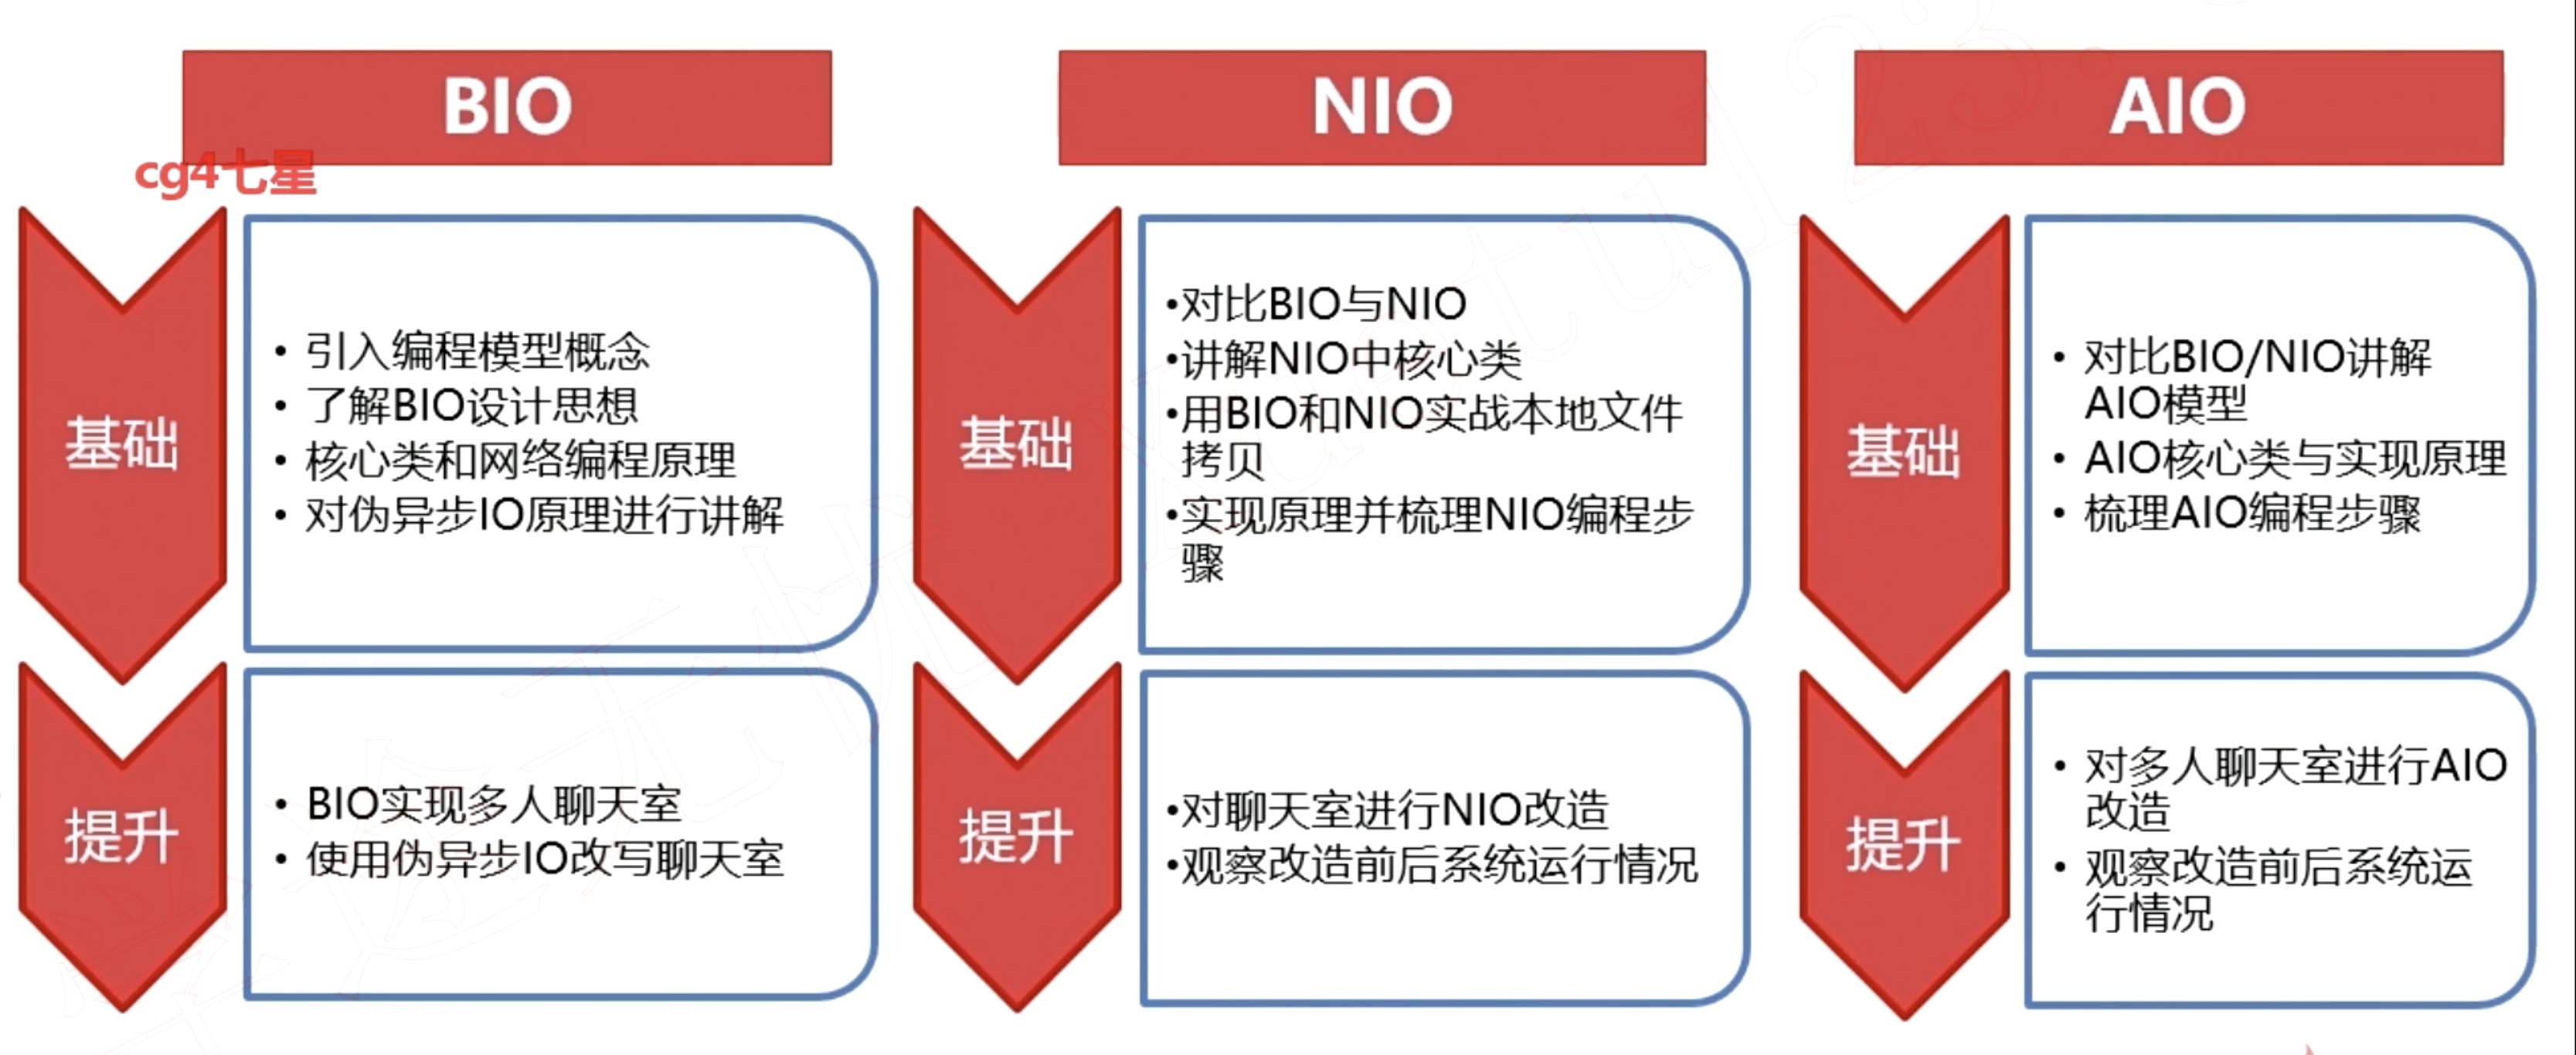 BIO
NIO
AIO
cg4七星
基础
• 引入编程模型概念
• 了解BIO设计思想
• 核心类和网络编程原理
• 对伪异步IO原理进行讲解
提升
• BIO实现多人聊天室
• 使用伪异步IO改写聊天室
基础
•对比BIO与NIO
•讲解NIO中核心类
•用BIO和NIO实战本地文件
拷贝
•实现原理并梳理NIO编程步
骤
提升
•对聊天室进行NIO改造
•观察改造前后系统运行情况
基础
• 对比BIO/NIO讲解
AIO模型
• AIO核心类与实现原理
• 梳理AIO编程步骤
提升
• 对多人聊天室进行AIO
改造
• 观察改造前后系统运
行情况